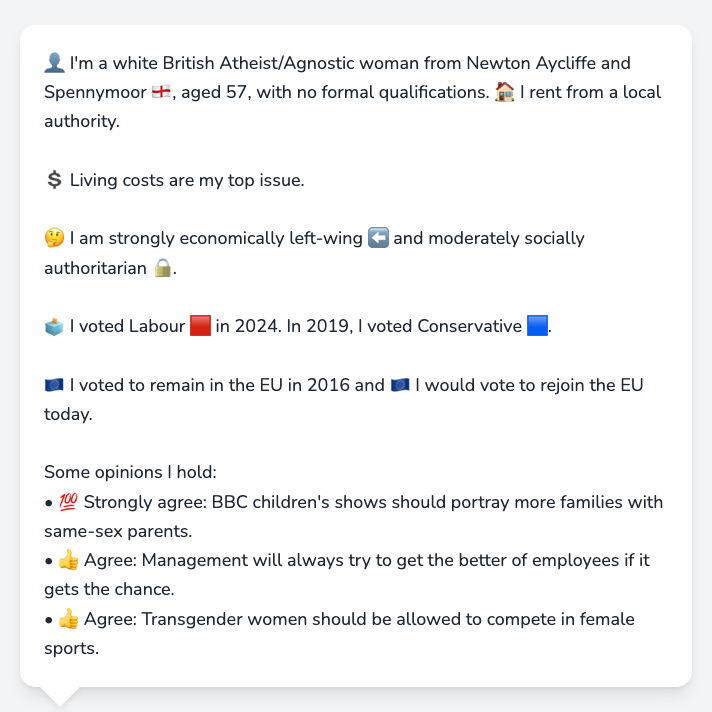 👤 I'm a white British Atheist/Agnostic woman from Newton Aycliffe and
Spennymoor 🏴󠁧󠁢󠁥󠁮󠁧󠁿, aged 57, with no formal qualifications. 🏠 I rent from a local
authority.
💲 Living costs are my top issue.
🤔 I am strongly economically left-wing ⬅️ and moderately socially
authoritarian 🔒.
🗳️ I voted Labour 🟥 in 2024. In 2019, I voted Conservative 🟦.
🇪🇺 I voted to remain in the EU in 2016 and 🇪🇺 I would vote to rejoin the EU
today.
Some opinions I hold:
• 💯 Strongly agree: BBC children's shows should portray more families with
same-sex parents.
• 👍 Agree: Management will always try to get the better of employees if it
gets the chance.
• 👍 Agree: Transgender women should be allowed to compete in female
sports.